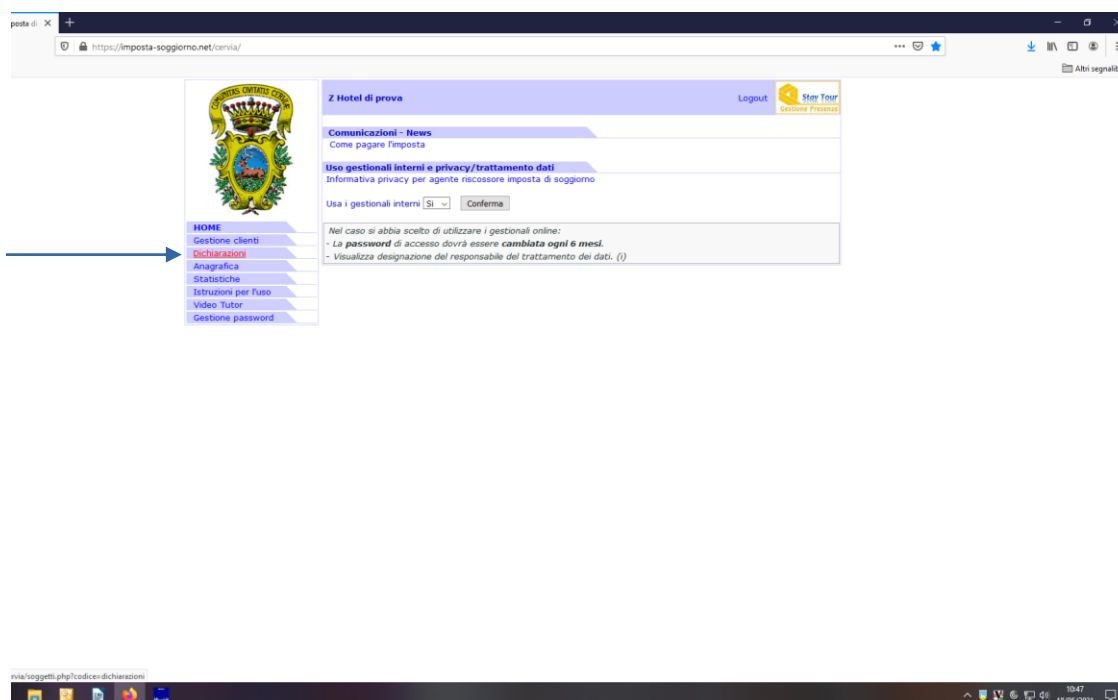 posta di
https://imposta-soggiorno.net/cervia/
Altri segnalib
COMUNITAS CIVITATIS CERVIAE
Z Hotel di prova
Logout
Stay Tour
Gestione Presenze
Comunicazioni - News
Come pagare l'imposta
Uso gestionali interni e privacy/trattamento dati
Informativa privacy per agente riscossore imposta di soggiorno
Usa i gestionali interni Si Conferma
Nel caso si abbia scelto di utilizzare i gestionali online:
- La password di accesso dovrà essere cambiata ogni 6 mesi.
- Visualizza designazione del responsabile del trattamento dei dati. (i)
HOME
Gestione clienti
Dichiarazioni
Anagrafica
Statistiche
Istruzioni per l'uso
Video Tutor
Gestione password
rvia/soggetti.php?codice=dichiarazioni
10:47